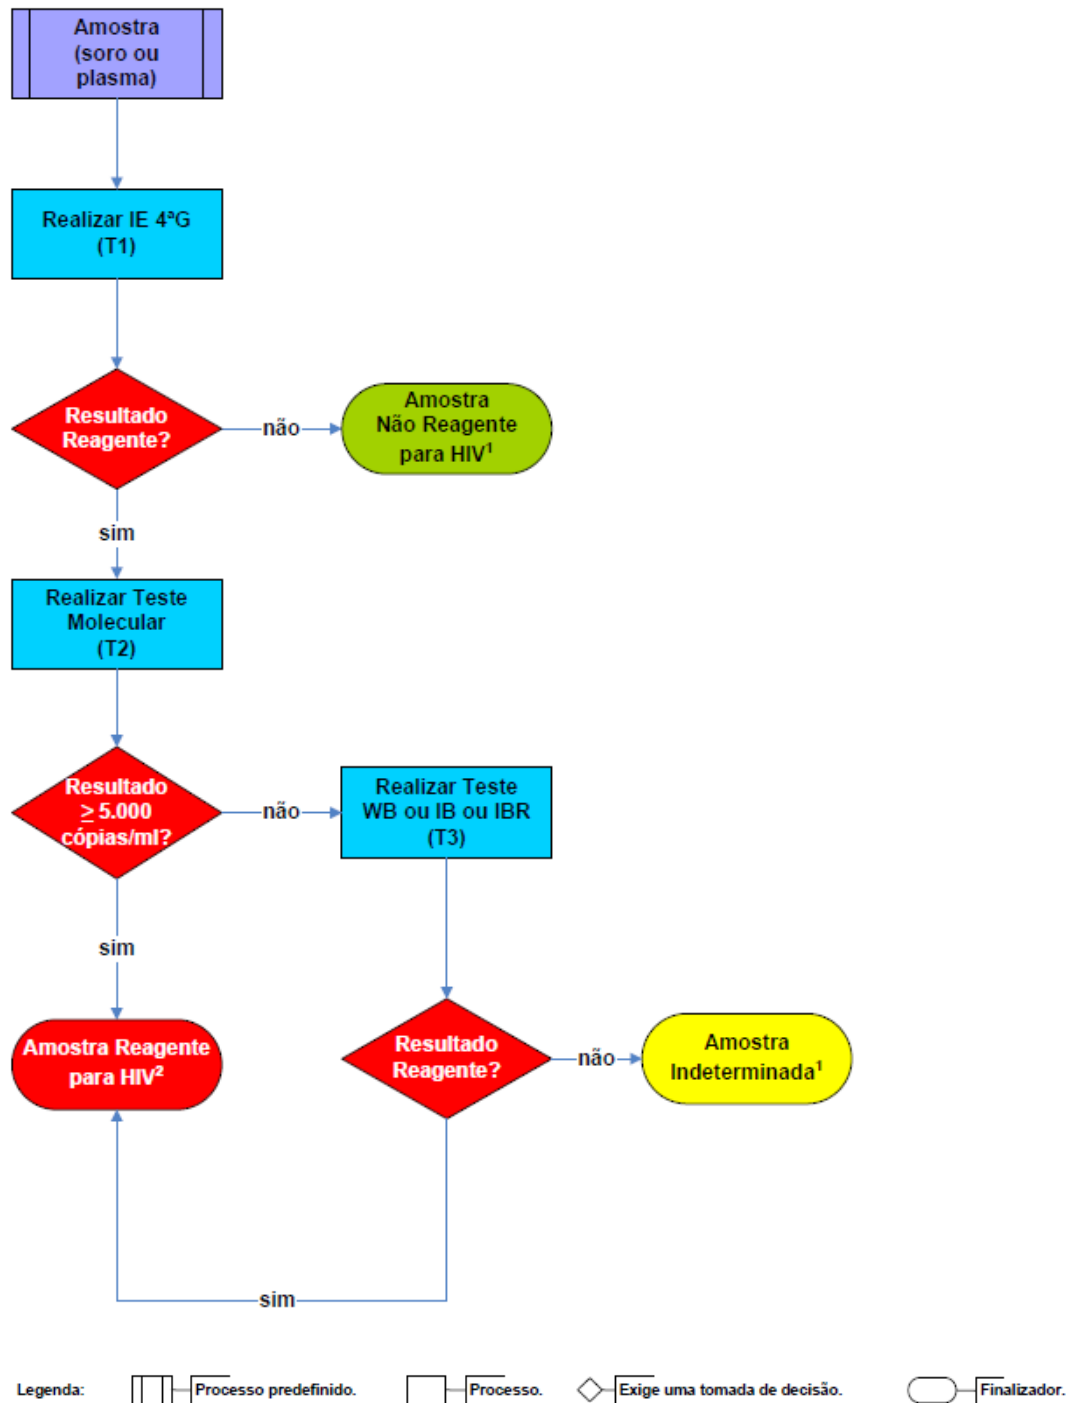 Amostra
(soro ou
plasma)
Realizar IE 4ªG
(T1)
Resultado
Reagente?
não
Amostra
Não Reagente
para HIV¹
sim
Realizar Teste
Molecular
(T2)
Resultado
≥ 5.000
cópias/ml?
não
Realizar Teste
WB ou IB ou IBR
(T3)
sim
Amostra Reagente
para HIV²
Resultado
Reagente?
não
Amostra
Indeterminada¹
sim
Legenda:
Processo predefinido.
Processo.
Exige uma tomada de decisão.
Finalizador.